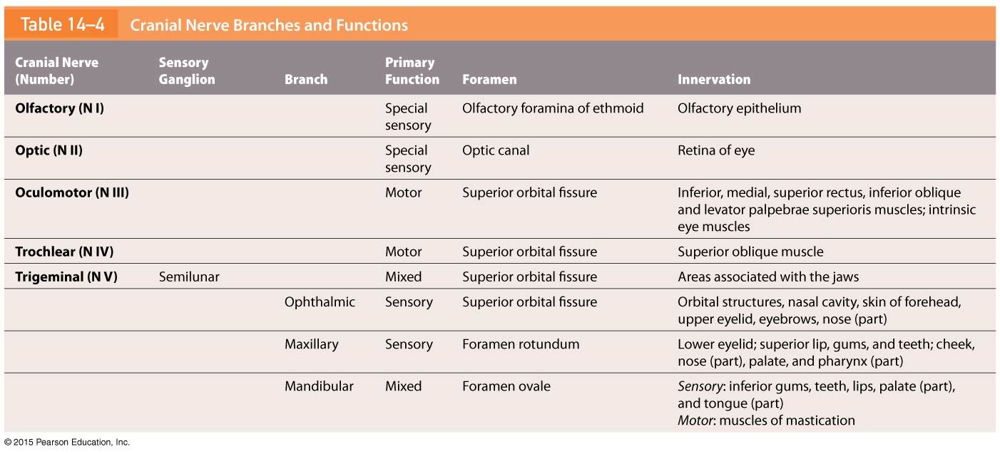 Table 14–4 Cranial Nerve Branches and Functions
Cranial Nerve (Number) Sensory Ganglion Branch Primary Function Foramen Innervation
Olfactory (N I) Special sensory Olfactory foramina of ethmoid Olfactory epithelium
Optic (N II) Special sensory Optic canal Retina of eye
Oculomotor (N III) Motor Superior orbital fissure Inferior, medial, superior rectus, inferior oblique
and levator palpebrae superioris muscles; intrinsic
eye muscles
Trochlear (N IV) Motor Superior orbital fissure Superior oblique muscle
Trigeminal (N V) Semilunar Mixed Superior orbital fissure Areas associated with the jaws
Ophthalmic Sensory Superior orbital fissure Orbital structures, nasal cavity, skin of forehead,
upper eyelid, eyebrows, nose (part)
Maxillary Sensory Foramen rotundum Lower eyelid; superior lip, gums, and teeth; cheek,
nose (part), palate, and pharynx (part)
Mandibular Mixed Foramen ovale Sensory: inferior gums, teeth, lips, palate (part),
and tongue (part)
Motor: muscles of mastication
© 2015 Pearson Education, Inc.